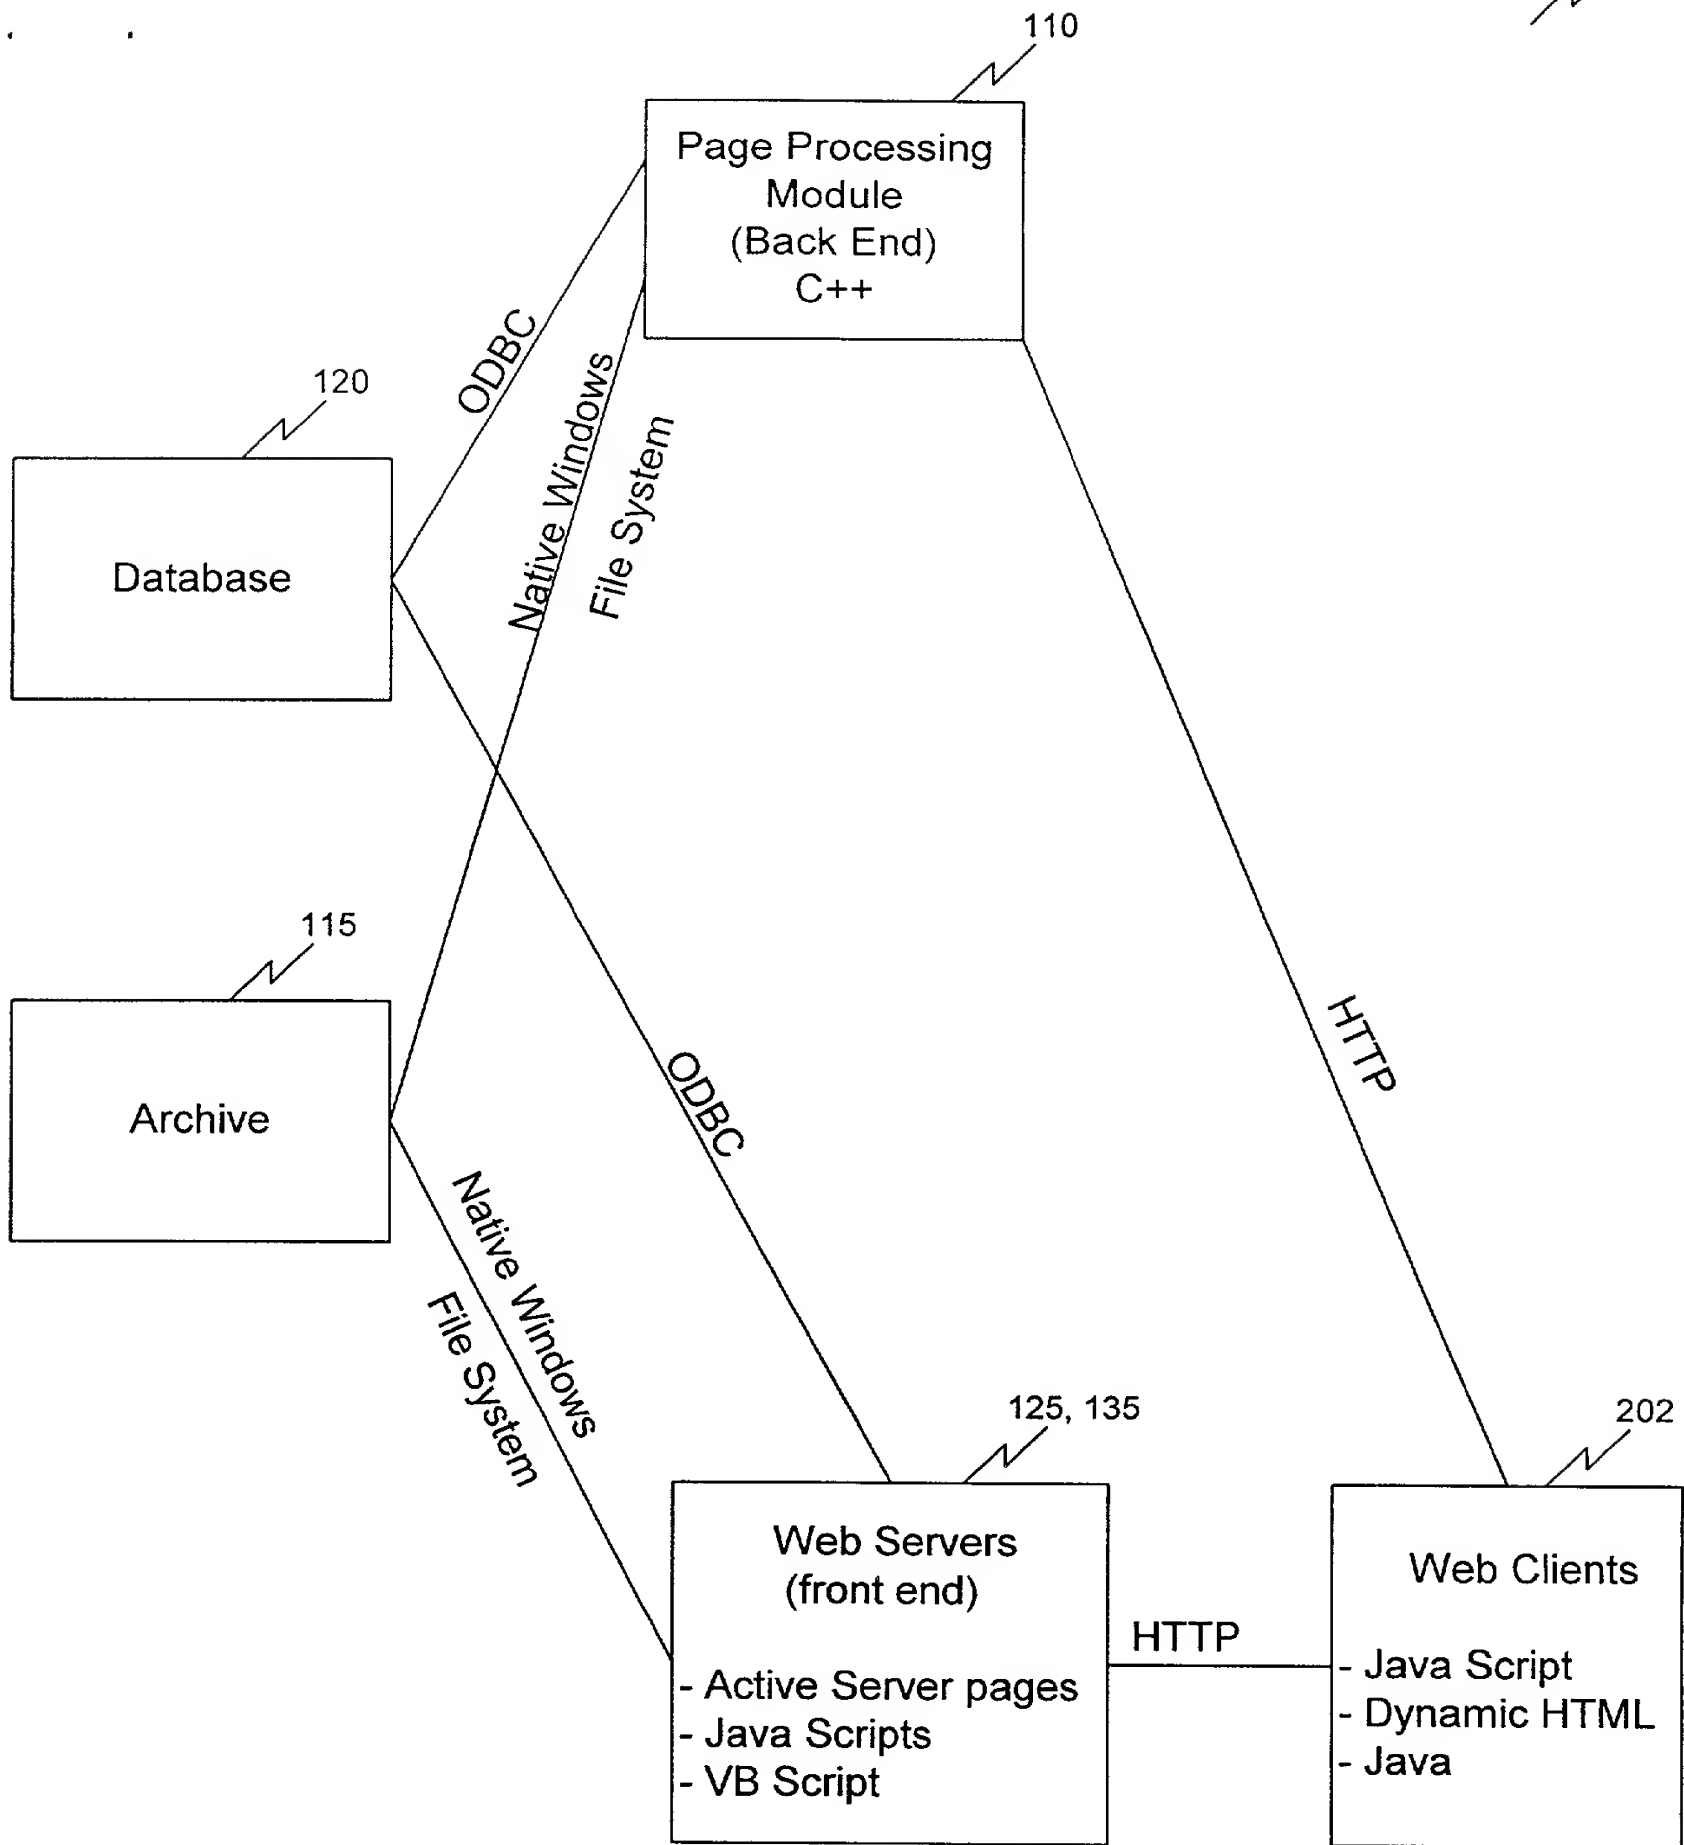 110
Page Processing
Module
(Back End)
C++
ODBC
Native Windows
File System
120
Database
HTTP
115
Archive
ODBC
Native Windows
File System
125, 135
Web Servers
(front end)
- Active Server pages
- Java Scripts
- VB Script
HTTP
202
Web Clients
- Java Script
- Dynamic HTML
- Java